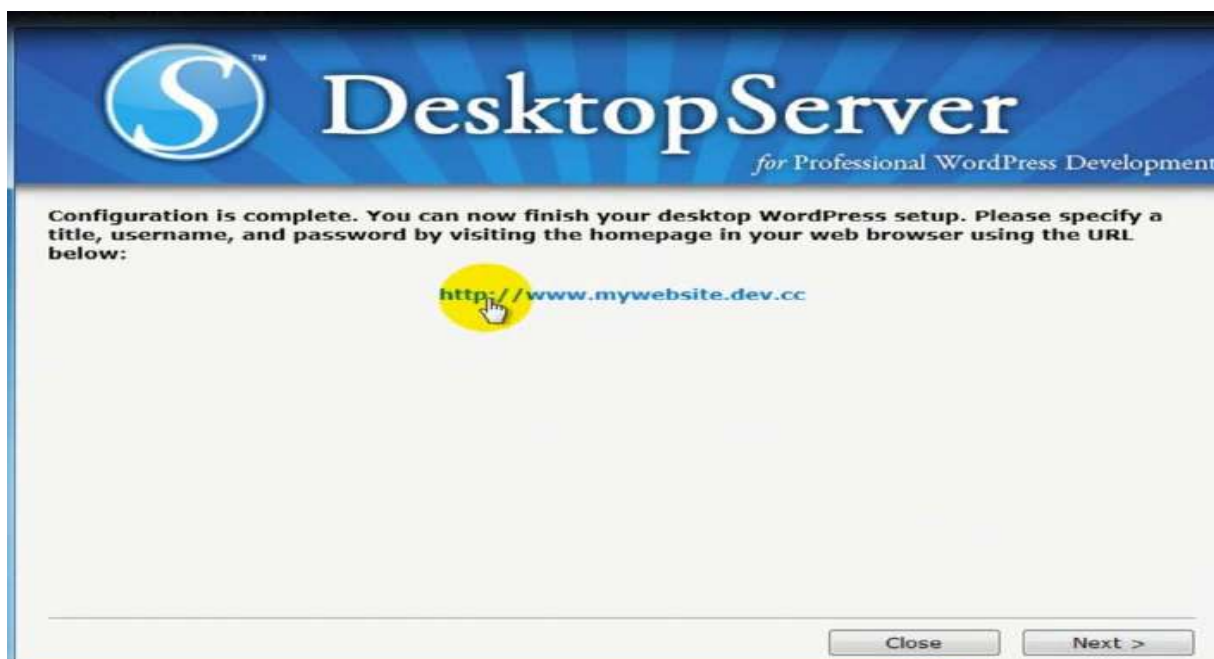 S
TM
DesktopServer
for Professional WordPress Development
Configuration is complete. You can now finish your desktop WordPress setup. Please specify a
title, username, and password by visiting the homepage in your web browser using the URL
below:
http://www.mywebsite.dev.cc
Close
Next >